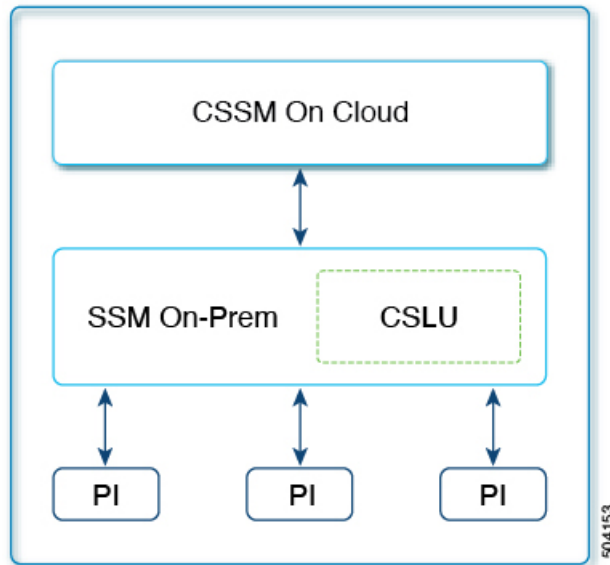 CSSM On Cloud
SSM On-Prem
CSLU
PI
PI
PI
504153